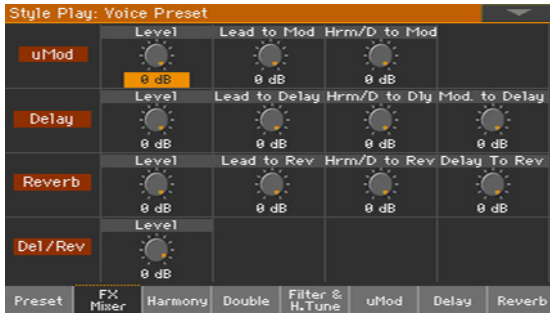 Style Play: Voice Preset
Level Lead to Mod Hrm/D to Mod
uMod
0 dB 0 dB 0 dB
Level Lead to Delay Hrm/D to Dly Mod. to Delay
Delay
0 dB 0 dB 0 dB 0 dB
Level Lead to Rev Hrm/D to Rev Delay To Rev
Reverb
0 dB 0 dB 0 dB 0 dB
Level
Del/Rev
0 dB
Preset FX Mixer Harmony Double Filter & H.Tune uMod Delay Reverb